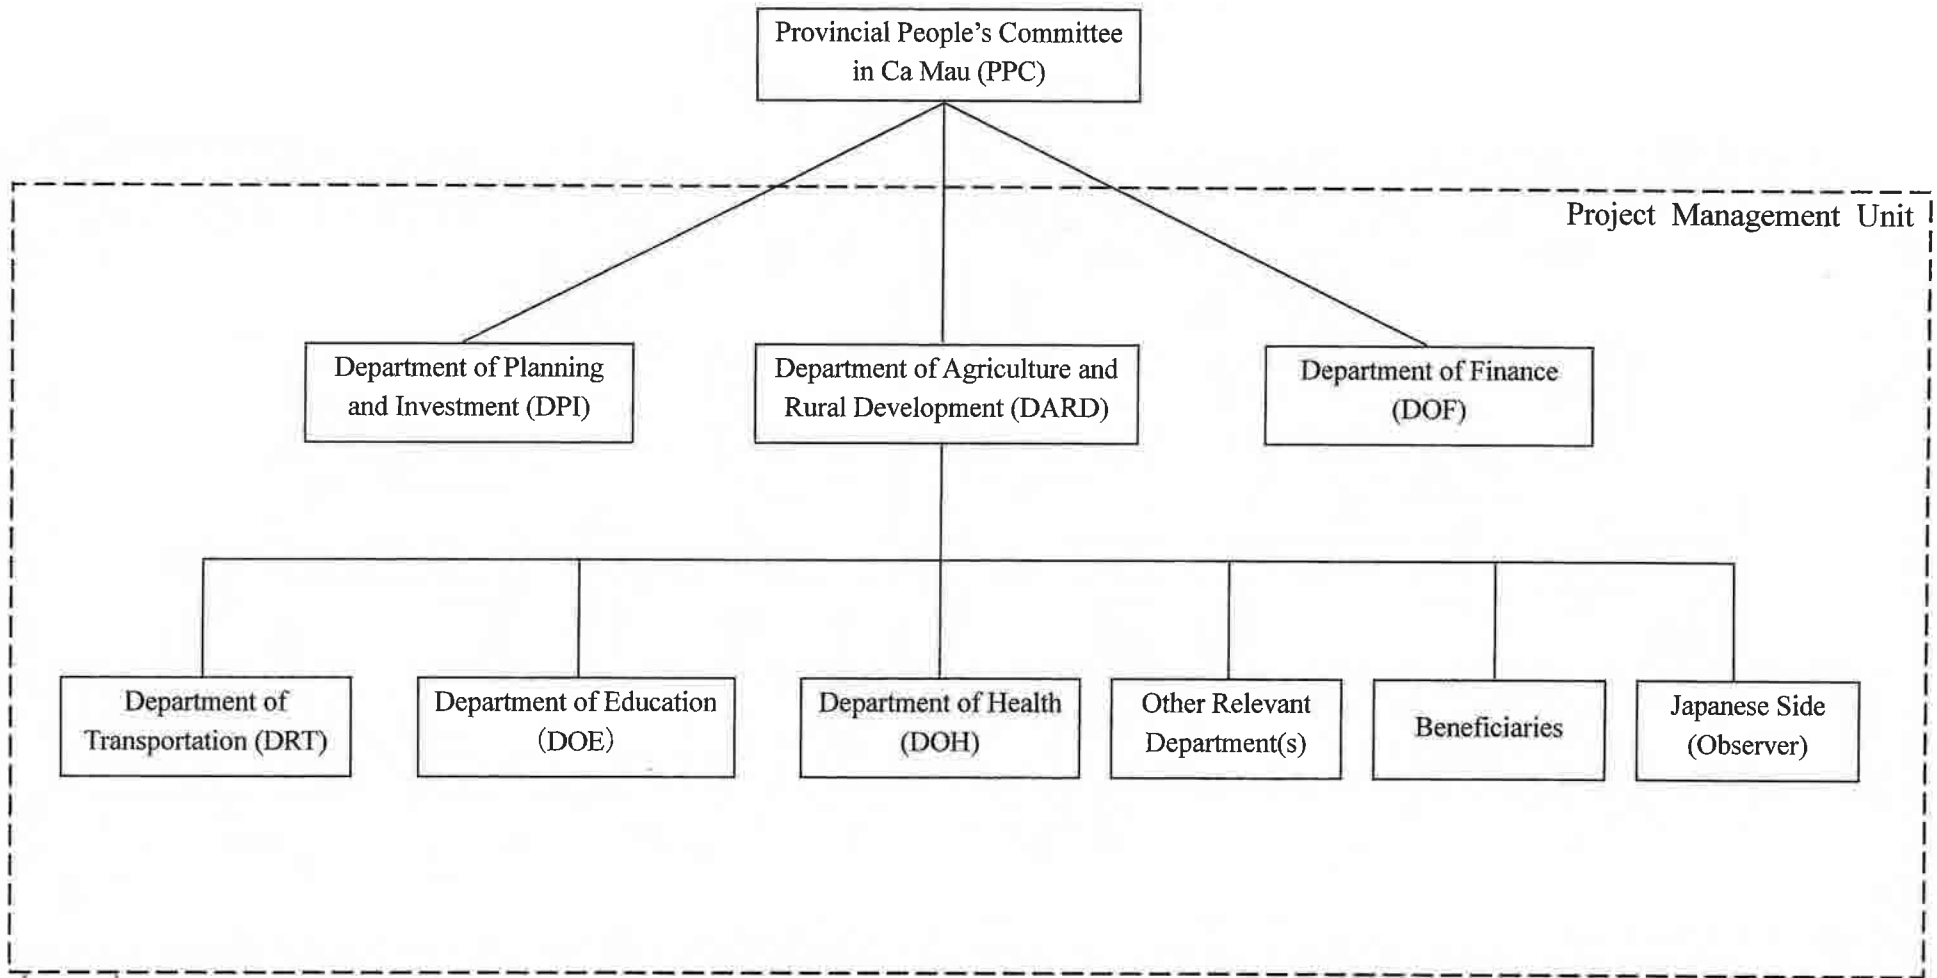 Provincial People's Committee
in Ca Mau (PPC)
Project Management Unit
Department of Planning
and Investment (DPI)
Department of Agriculture and
Rural Development (DARD)
Department of Finance
(DOF)
Department of
Transportation (DRT)
Department of Education
(DOE)
Department of Health
(DOH)
Other Relevant
Department(s)
Beneficiaries
Japanese Side
(Observer)